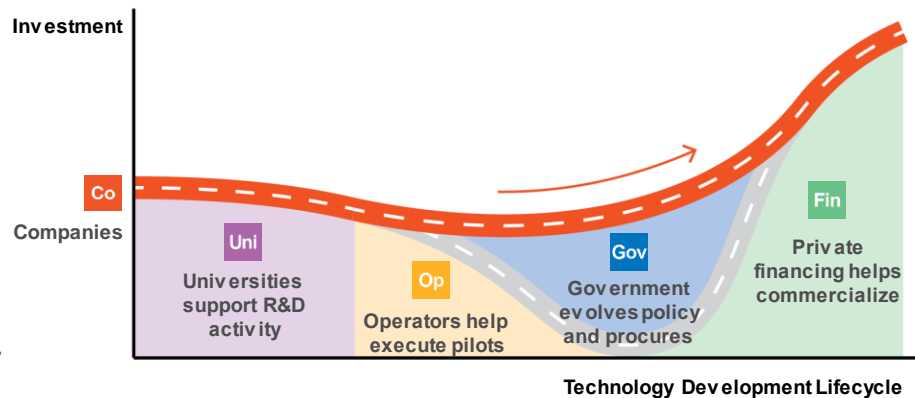 Investment
Co
Companies
Uni
Universities
support R&D
activity
Op
Operators help
execute pilots
Gov
Government
evolves policy
and procures
Fin
Private
financing helps
commercialize
Technology Development Lifecycle